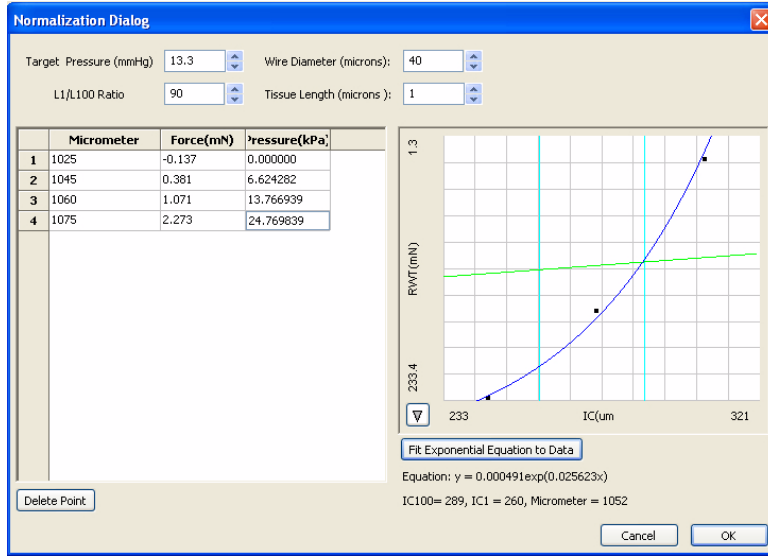 Normalization Dialog
Target Pressure (mmHg) 13.3 Wire Diameter (microns): 40
L1/L100 Ratio 90 Tissue Length (microns ): 1
Micrometer Force(mN) Pressure(kPa)
1 1025 -0.137 0.000000
2 1045 0.381 6.624282
3 1060 1.071 13.766939
4 1075 2.273 24.769839
1.3
RWT(mN)
233.4
233 IC(um 321
Fit Exponential Equation to Data
Equation: y = 0.000491exp(0.025623x)
IC100= 289, IC1 = 260, Micrometer = 1052
Delete Point
Cancel OK